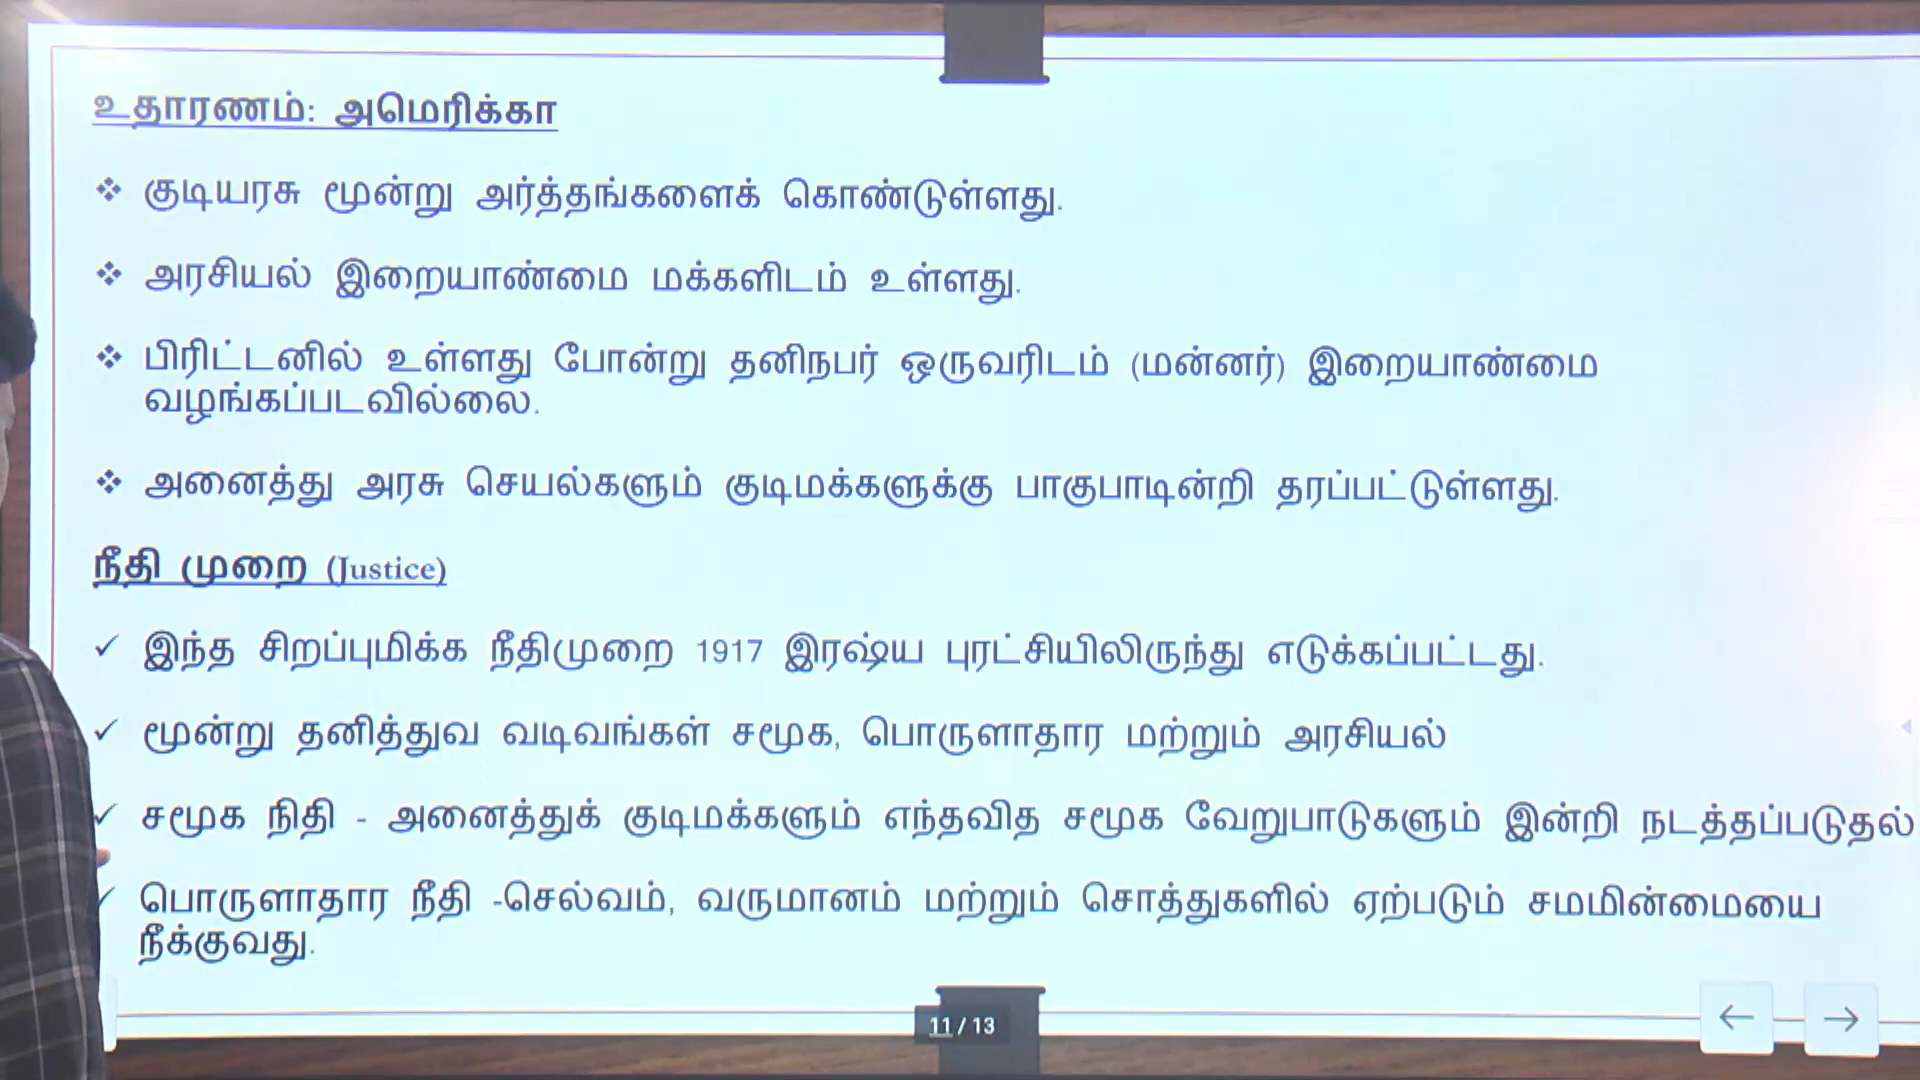 உதாரணம்: அமெரிக்கா
❖ குடியரசு மூன்று அர்த்தங்களைக் கொண்டுள்ளது.
❖ அரசியல் இறையாண்மை மக்களிடம் உள்ளது.
❖ பிரிட்டனில் உள்ளது போன்று தனிநபர் ஒருவரிடம் (மன்னர்) இறையாண்மை
வழங்கப்படவில்லை.
❖ அனைத்து அரசு செயல்களும் குடிமக்களுக்கு பாகுபாடின்றி தரப்பட்டுள்ளது.
நீதி முறை (Justice)
✓ இந்த சிறப்புமிக்க நீதிமுறை 1917 இரஷ்ய புரட்சியிலிருந்து எடுக்கப்பட்டது.
✓ மூன்று தனித்துவ வடிவங்கள் சமூக, பொருளாதார மற்றும் அரசியல்
✓ சமூக நிதி - அனைத்துக் குடிமக்களும் எந்தவித சமூக வேறுபாடுகளும் இன்றி நடத்தப்படுதல்
✓ பொருளாதார நீதி -செல்வம், வருமானம் மற்றும் சொத்துகளில் ஏற்படும் சமமின்மையை
நீக்குவது.
11 / 13